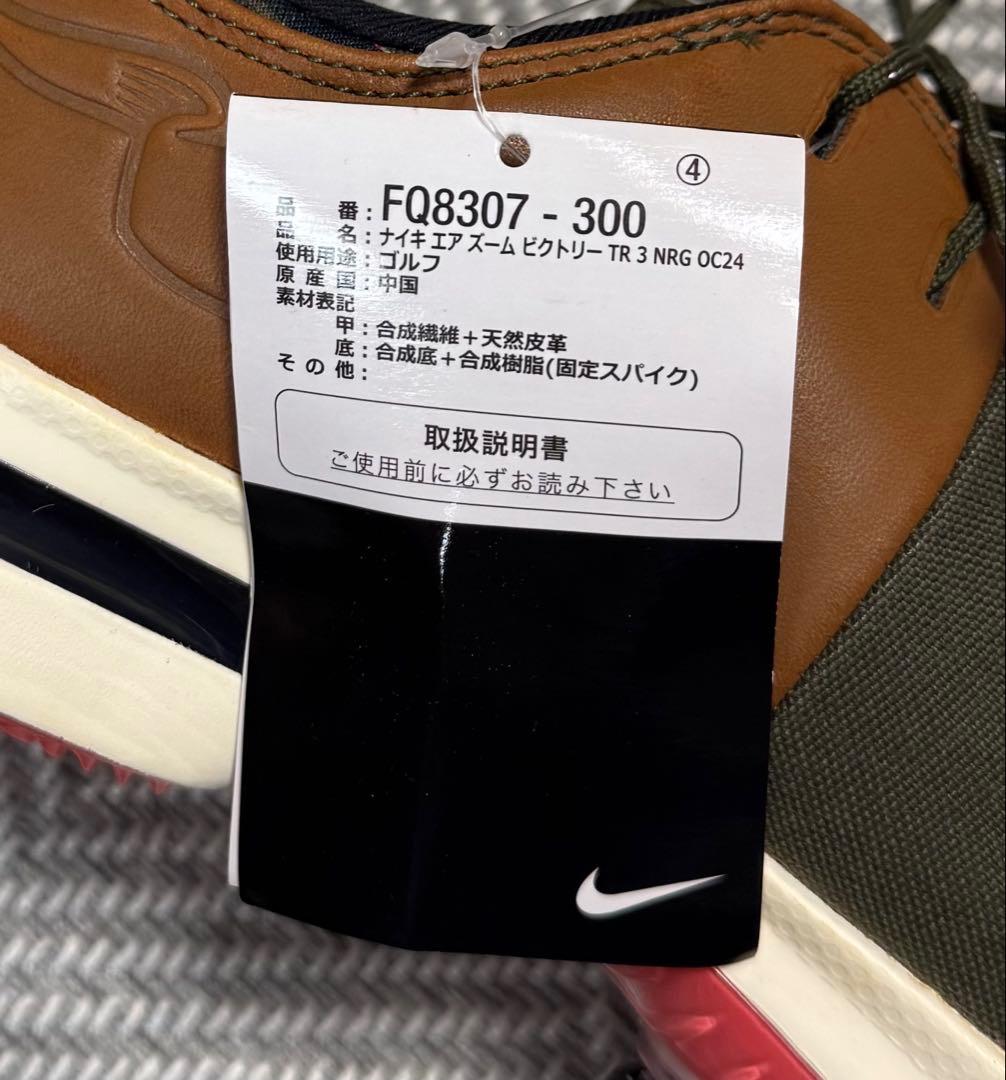 ④
品番：FQ8307 - 300
品名：ナイキ エア ズーム ビクトリー TR 3 NRG OC24
使用用途：ゴルフ
原産国：中国
素材表記
甲：合成繊維＋天然皮革
底：合成底＋合成樹脂(固定スパイク)
その他：
取扱説明書
ご使用前に必ずお読み下さい